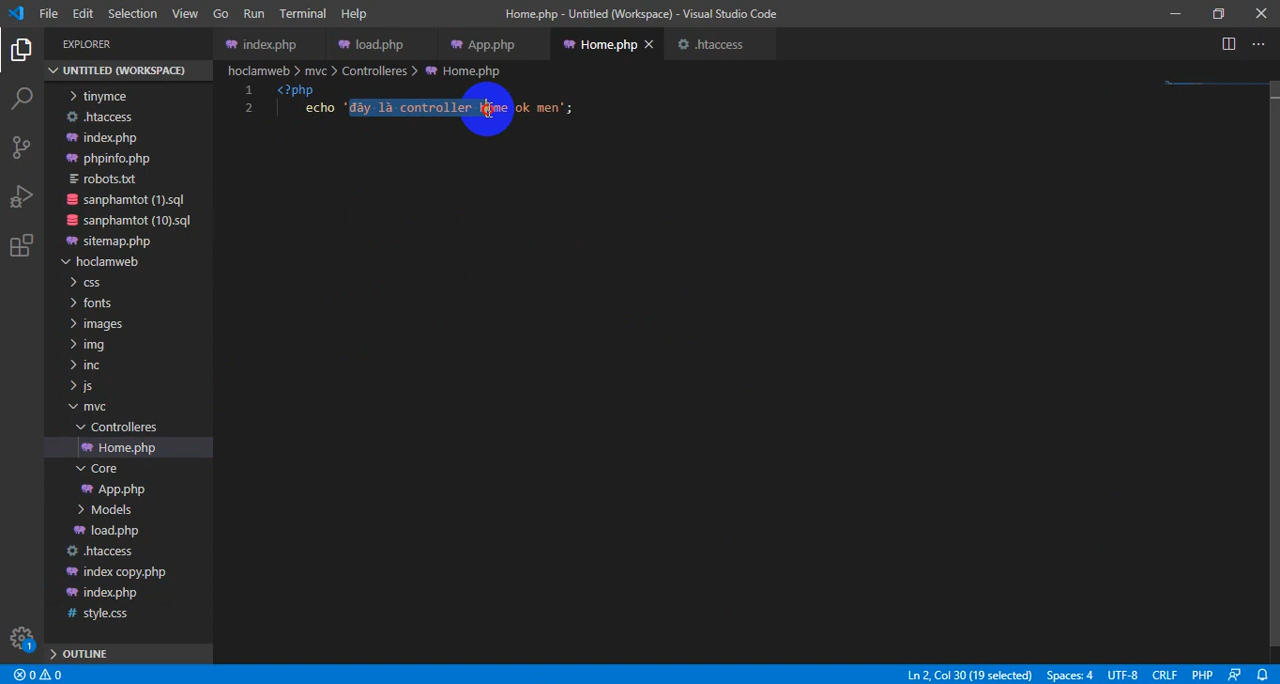 File Edit Selection View Go Run Terminal Help Home.php - Untitled (Workspace) - Visual Studio Code
EXPLORER
index.php load.php App.php Home.php .htaccess
UNTITLED (WORKSPACE)
hoclamweb > mvc > Controlleres > Home.php
tinymce
.htaccess
index.php
phpinfo.php
robots.txt
sanphamtot (1).sql
sanphamtot (10).sql
sitemap.php
hoclamweb
css
fonts
images
img
inc
js
mvc
Controlleres
Home.php
Core
App.php
Models
load.php
.htaccess
index copy.php
index.php
# style.css
OUTLINE
1 <?php
2 echo 'đây là controller home ok men';
1
0 0 Ln 2, Col 30 (19 selected) Spaces: 4 UTF-8 CRLF PHP